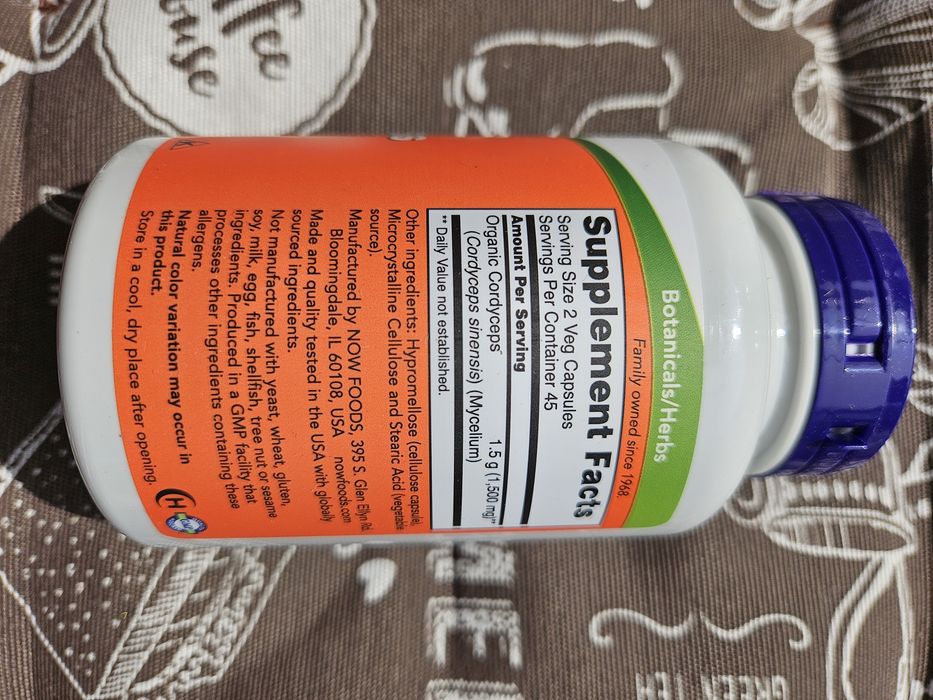 Botanicals/Herbs
Family owned since 1968.
Supplement Facts
Serving Size 2 Veg Capsules
Servings Per Container 45
Amount Per Serving
Organic Cordyceps 1.5 g (1,500 mg)**
(Cordyceps sinensis) (Mycelium)
** Daily Value not established.
Other ingredients: Hypromellose (cellulose capsule),
Microcrystalline Cellulose and Stearic Acid (vegetable
source).
Manufactured by NOW FOODS, 395 S. Glen Ellyn Rd.
Bloomingdale, IL 60108, USA nowfoods.com
Made and quality tested in the USA with globally
sourced ingredients.
Not manufactured with yeast, wheat, gluten,
soy, milk, egg, fish, shellfish, tree nut or sesame
ingredients. Produced in a GMP facility that
processes other ingredients containing these
allergens.
Natural color variation may occur in
this product.
Store in a cool, dry place after opening.
GREEN TEA